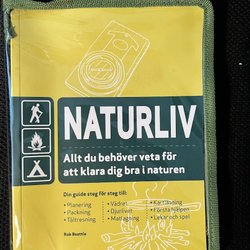 NATURLIV
Allt du behöver veta för
att klara dig bra i naturen
Din guide steg för steg till:
• Planering • Vädret • Kartläsning
• Packning • Djurlivet • Första hjälpen
• Tältresning • Matlagning • Lekar och spel
Rob Beattie